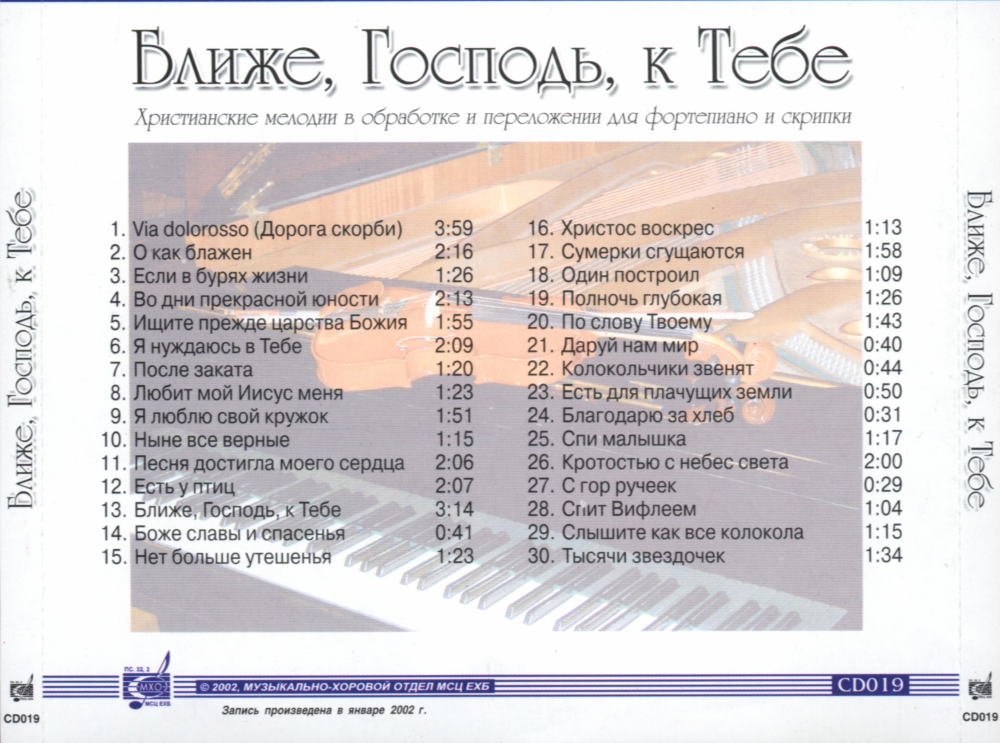 Ближе, Господь, к Тебе
Христианские мелодии в обработке и переложении для фортепиано и скрипки
1. Via dolorosso (Дорога скорби) 3:59
2. О как блажен 2:16
3. Если в бурях жизни 1:26
4. Во дни прекрасной юности 2:13
5. Ищите прежде царства Божия 1:55
6. Я нуждаюсь в Тебе 2:09
7. После заката 1:20
8. Любит мой Иисус меня 1:23
9. Я люблю свой кружок 1:51
10. Ныне все верные 1:15
11. Песня достигла моего сердца 2:06
12. Есть у птиц 2:07
13. Ближе, Господь, к Тебе 3:14
14. Боже славы и спасенья 0:41
15. Нет больше утешенья 1:23
16. Христос воскрес 1:13
17. Сумерки сгущаются 1:58
18. Один построил 1:09
19. Полночь глубокая 1:26
20. По слову Твоему 1:43
21. Даруй нам мир 0:40
22. Колокольчики звенят 0:44
23. Есть для плачущих земли 0:50
24. Благодарю за хлеб 0:31
25. Спи малышка 1:17
26. Кротостью с небес света 2:00
27. С гор ручеек 0:29
28. Спит Вифлеем 1:04
29. Слышите как все колокола 1:15
30. Тысячи звездочек 1:34
Ближе, Господь, к Тебе
Ближе, Господь, к Тебе
ПС. 32, 2
МХО
МСЦ ЕХБ
© 2002, МУЗЫКАЛЬНО-ХОРОВОЙ ОТДЕЛ МСЦ ЕХБ
CD019
Запись произведена в январе 2002 г.
CD019
CD019